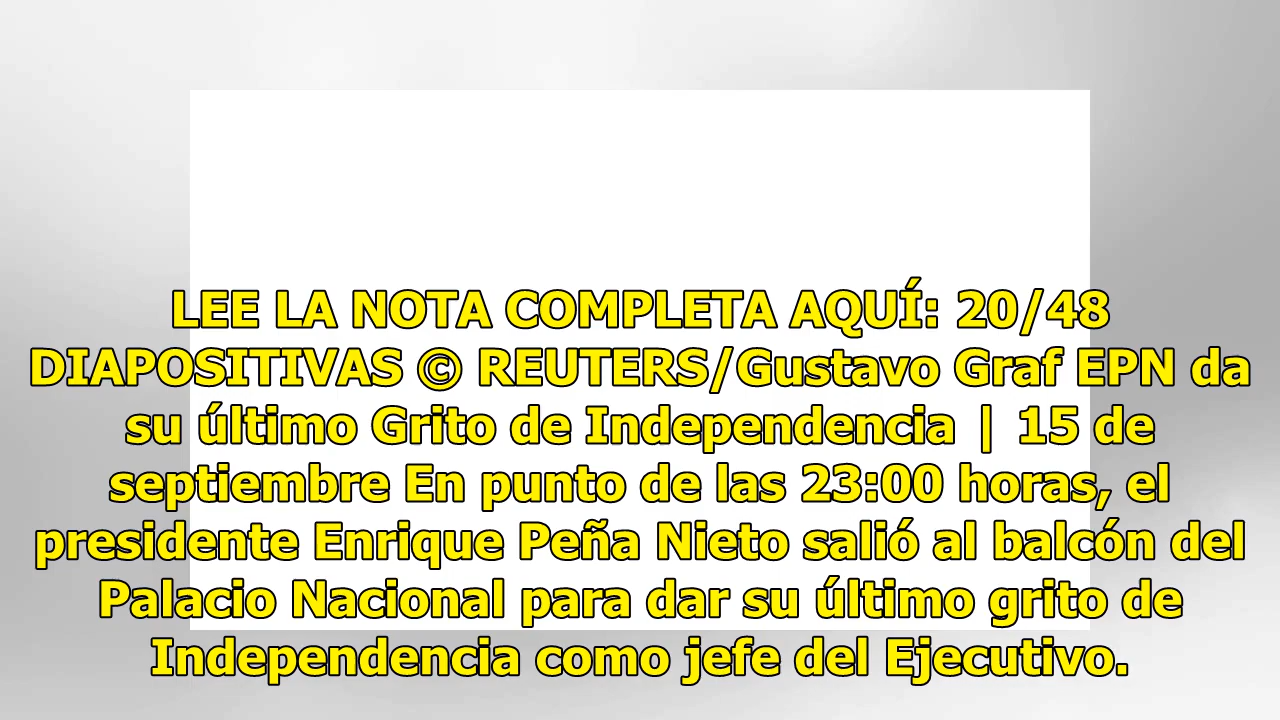 LEE LA NOTA COMPLETA AQUÍ: 20/48
DIAPOSITIVAS © REUTERS/Gustavo Graf EPN da
su último Grito de Independencia | 15 de
septiembre En punto de las 23:00 horas, el
presidente Enrique Peña Nieto salió al balcón del
Palacio Nacional para dar su último grito de
Independencia como jefe del Ejecutivo.